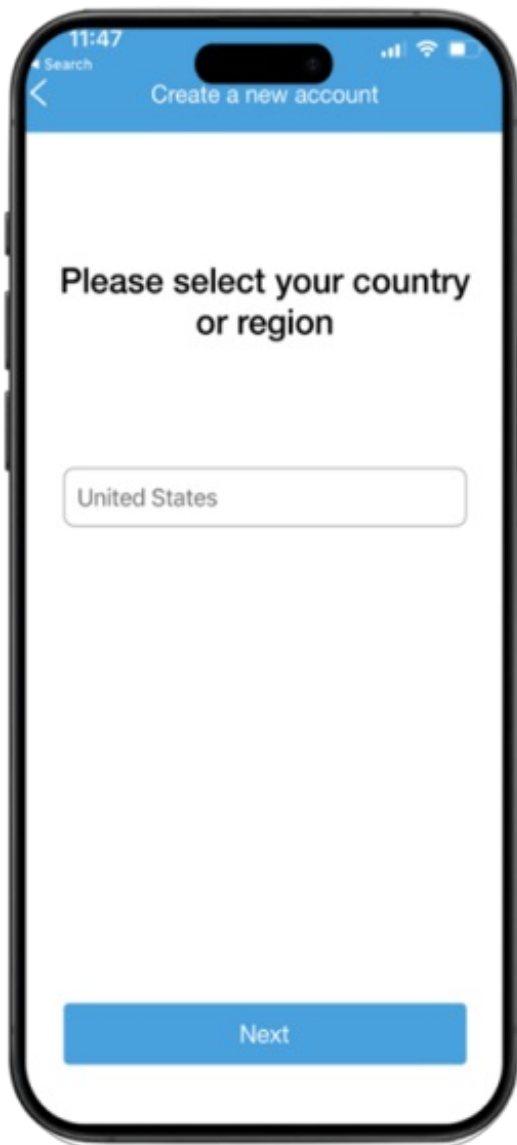 11:47
◂ Search
Create a new account
Please select your country
or region
United States
Next